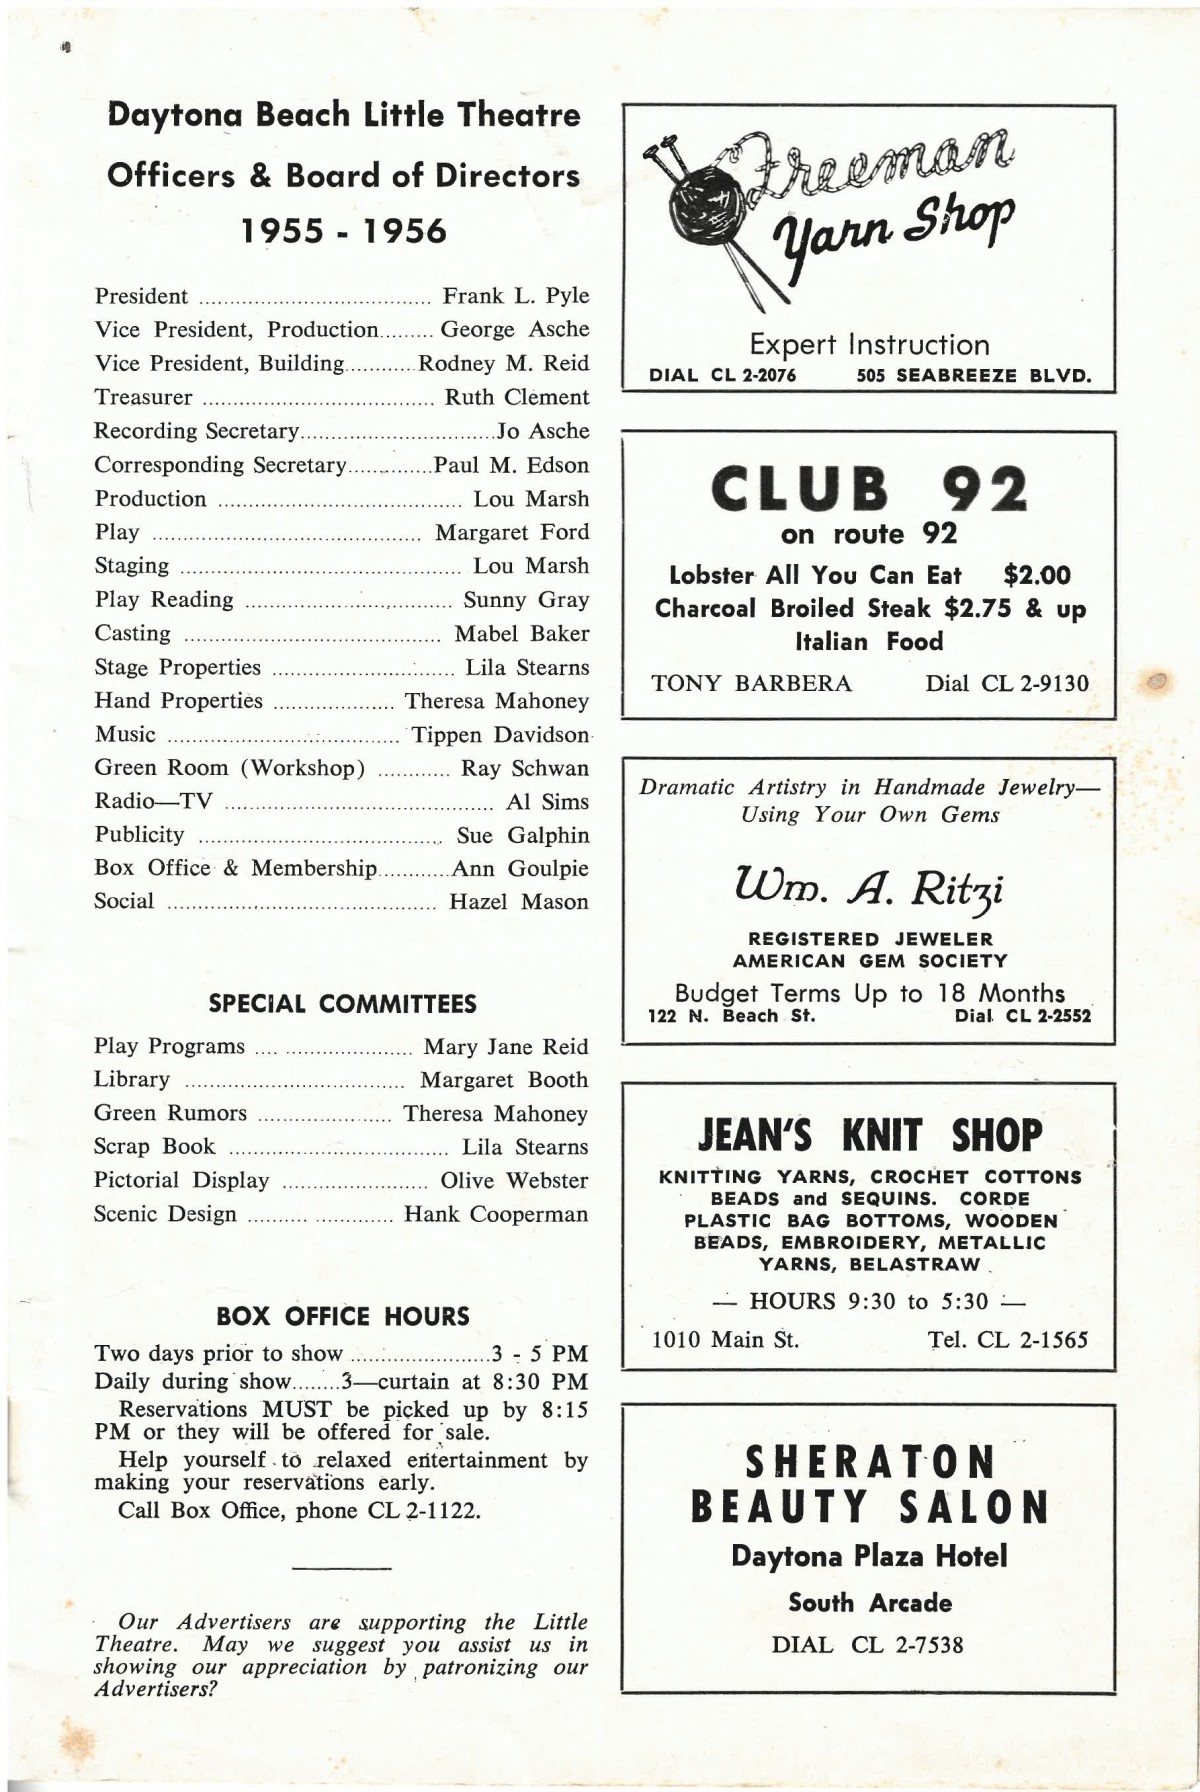 Daytona Beach Little Theatre
Officers & Board of Directors
1955 - 1956
President ...................................... Frank L. Pyle
Vice President, Production......... George Asche
Vice President, Building...........Rodney M. Reid
Treasurer ...................................... Ruth Clement
Recording Secretary................................Jo Asche
Corresponding Secretary..............Paul M. Edson
Production ........................................ Lou Marsh
Play ............................................ Margaret Ford
Staging .............................................. Lou Marsh
Play Reading .................................. Sunny Gray
Casting .......................................... Mabel Baker
Stage Properties .............................. Lila Stearns
Hand Properties .................... Theresa Mahoney
Music ...................................... Tippen Davidson
Green Room (Workshop) ............ Ray Schwan
Radio—TV ............................................ Al Sims
Publicity ........................................ Sue Galphin
Box Office & Membership............Ann Goulpie
Social ............................................ Hazel Mason
SPECIAL COMMITTEES
Play Programs .... ..................... Mary Jane Reid
Library .................................... Margaret Booth
Green Rumors ...................... Theresa Mahoney
Scrap Book .................................... Lila Stearns
Pictorial Display ........................ Olive Webster
Scenic Design .......... ............. Hank Cooperman
BOX OFFICE HOURS
Two days prior to show .......................3 - 5 PM
Daily during show........3—curtain at 8:30 PM
Reservations MUST be picked up by 8:15
PM or they will be offered for sale.
Help yourself to relaxed entertainment by
making your reservations early.
Call Box Office, phone CL 2-1122.
Our Advertisers are supporting the Little
Theatre. May we suggest you assist us in
showing our appreciation by patronizing our
Advertisers?
Freeman
Yarn Shop
Expert Instruction
DIAL CL 2-2076 505 SEABREEZE BLVD.
CLUB 92
on route 92
Lobster All You Can Eat $2.00
Charcoal Broiled Steak $2.75 & up
Italian Food
TONY BARBERA Dial CL 2-9130
Dramatic Artistry in Handmade Jewelry—
Using Your Own Gems
Wm. A. Ritzi
REGISTERED JEWELER
AMERICAN GEM SOCIETY
Budget Terms Up to 18 Months
122 N. Beach St. Dial CL 2-2552
JEAN'S KNIT SHOP
KNITTING YARNS, CROCHET COTTONS
BEADS and SEQUINS. CORDE
PLASTIC BAG BOTTOMS, WOODEN
BEADS, EMBROIDERY, METALLIC
YARNS, BELASTRAW
— HOURS 9:30 to 5:30 —
1010 Main St. Tel. CL 2-1565
SHERATON
BEAUTY SALON
Daytona Plaza Hotel
South Arcade
DIAL CL 2-7538